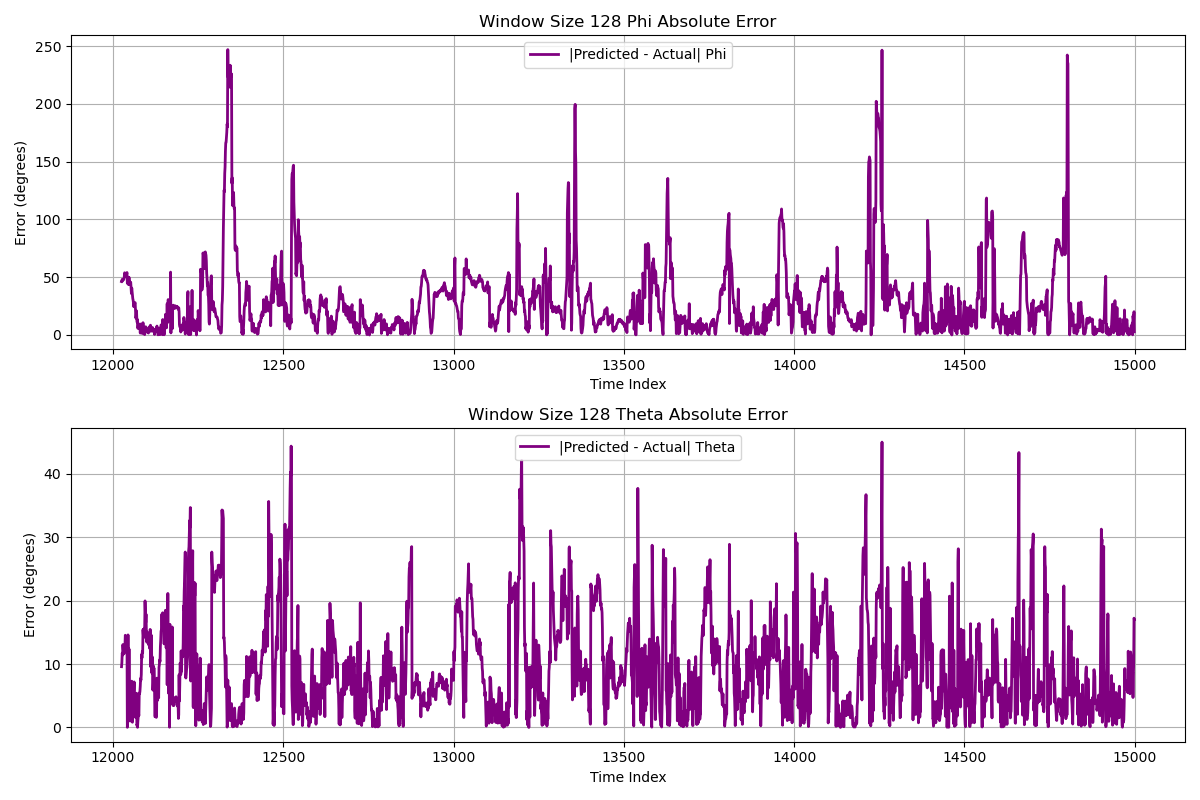 Window Size 128 Phi Absolute Error
|Predicted - Actual| Phi
Error (degrees)
250
200
150
100
50
0
12000 12500 13000 13500 14000 14500 15000
Time Index
Window Size 128 Theta Absolute Error
|Predicted - Actual| Theta
Error (degrees)
40
30
20
10
0
12000 12500 13000 13500 14000 14500 15000
Time Index